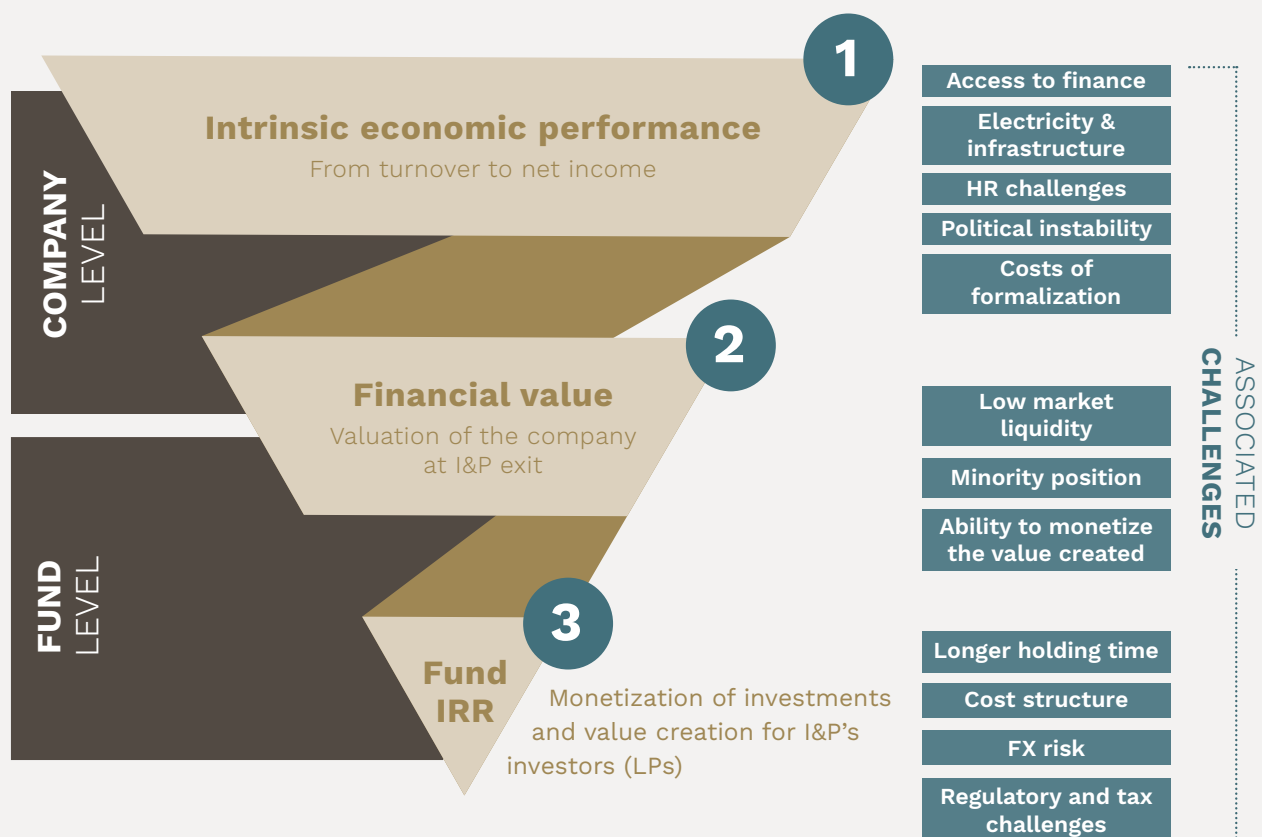 COMPANY
LEVEL
1
Intrinsic economic performance
From turnover to net income
Access to finance
Electricity &
infrastructure
HR challenges
Political instability
Costs of
formalization
2
Financial value
Valuation of the company
at I&P exit
Low market
liquidity
Minority position
Ability to monetize
the value created
ASSOCIATED
CHALLENGES
FUND
LEVEL
3
Fund
IRR
Monetization of investments
and value creation for I&P’s
investors (LPs)
Longer holding time
Cost structure
FX risk
Regulatory and tax
challenges